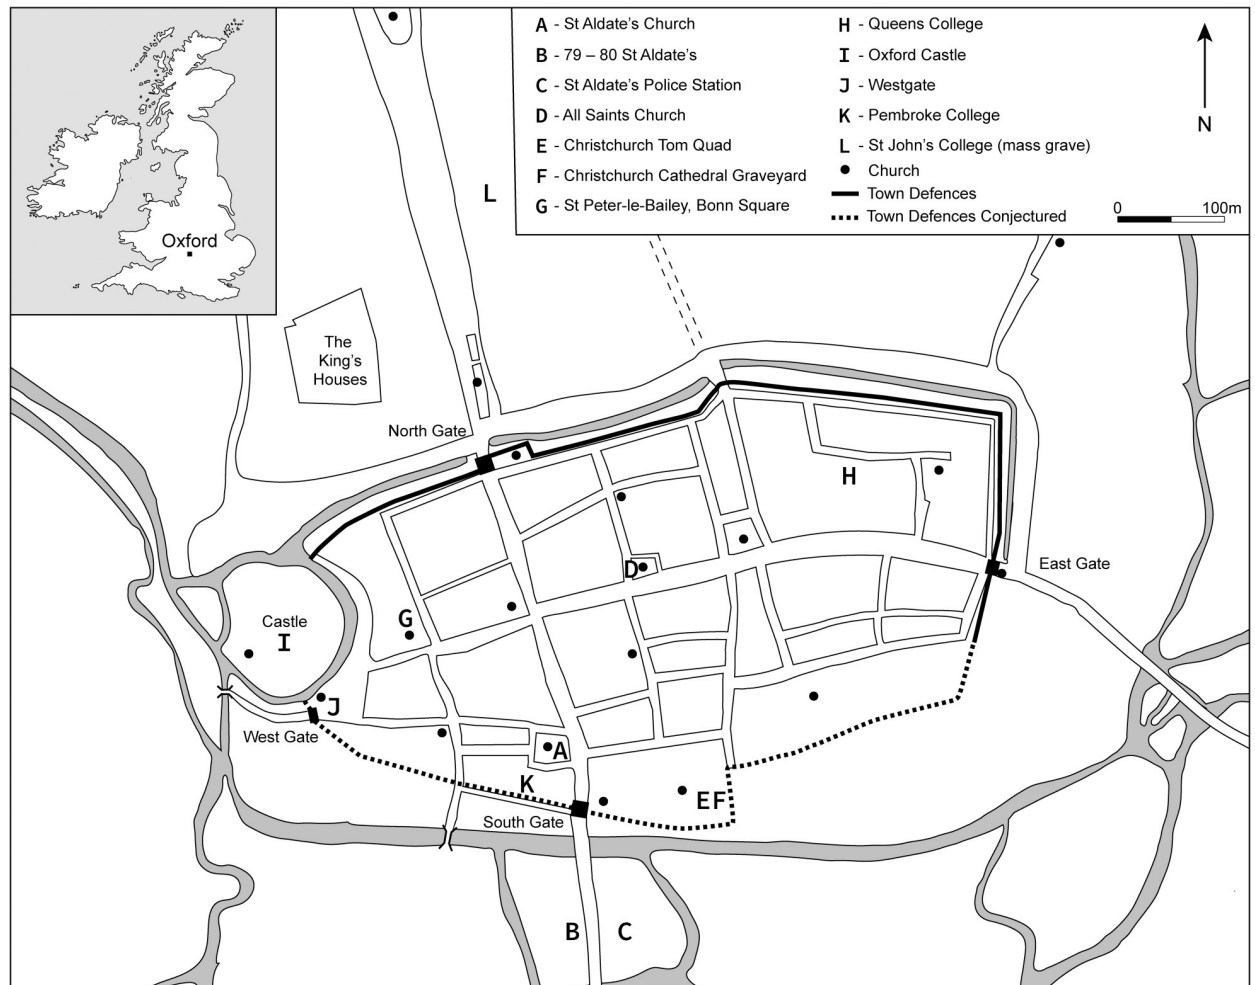 A - St Aldate's Church
B - 79 – 80 St Aldate's
C - St Aldate's Police Station
D - All Saints Church
E - Christchurch Tom Quad
F - Christchurch Cathedral Graveyard
G - St Peter-le-Bailey, Bonn Square
H - Queens College
I - Oxford Castle
J - Westgate
K - Pembroke College
L - St John's College (mass grave)
Church
Town Defences
Town Defences Conjectured
N
0 100m
Oxford
L
The
King's
Houses
North Gate
H
D
East Gate
G
Castle
I
J
West Gate
A
K
E F
South Gate
B C